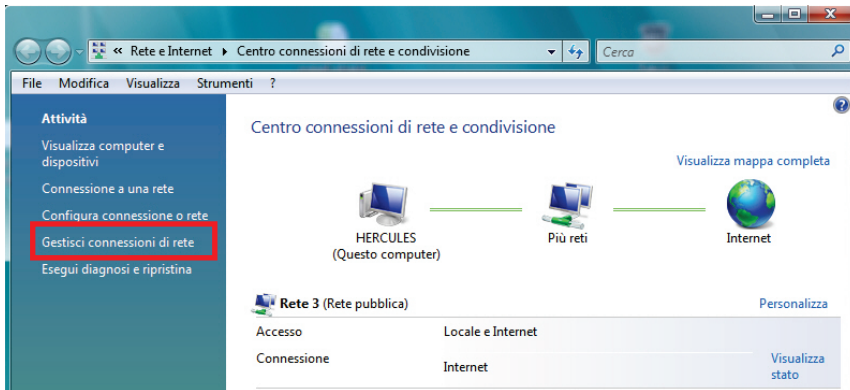 « Rete e Internet ▸ Centro connessioni di rete e condivisione
Cerca
File Modifica Visualizza Strumenti ?
Attività
Visualizza computer e
dispositivi
Connessione a una rete
Configura connessione o rete
Gestisci connessioni di rete
Esegui diagnosi e ripristina
Centro connessioni di rete e condivisione
Visualizza mappa completa
HERCULES
(Questo computer)
Più reti
Internet
Rete 3 (Rete pubblica)
Personalizza
Accesso
Locale e Internet
Connessione
Internet
Visualizza
stato